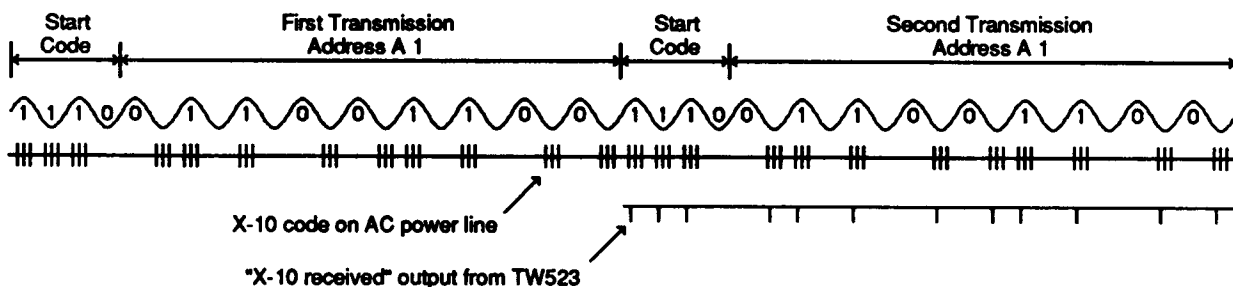 Start
Code
First Transmission
Address A 1
Start
Code
Second Transmission
Address A 1
1 1 1 0 0 1 1 0 0 1 1 0 0 1 1 1 0 0 1 1 0 0 1 1 0 0
X-10 code on AC power line
"X-10 received" output from TW523